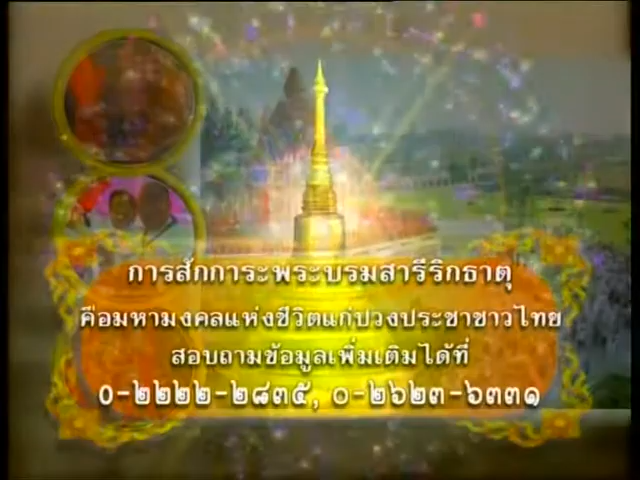 การสักการะพระบรมสารีริกธาตุ
คือมหามงคลแห่งชีวิตแก่ปวงประชาชาวไทย
สอบถามข้อมูลเพิ่มเติมได้ที่
๐-๒๒๒๒-๒๘๓๕, ๐-๒๖๒๓-๖๓๓๑